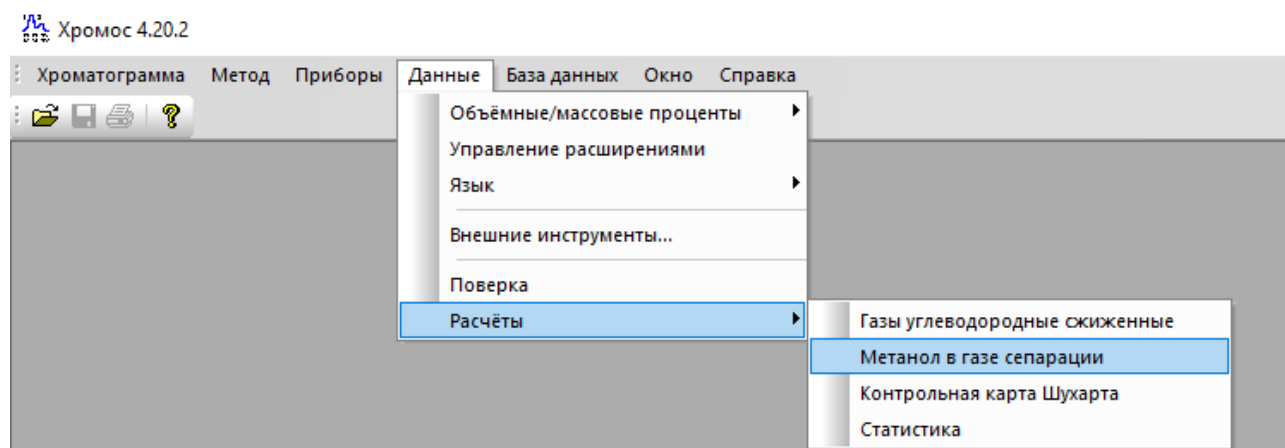 Хромос 4.20.2
Хроматограмма Метод Приборы Данные База данных Окно Справка
Объёмные/массовые проценты
Управление расширениями
Язык
Внешние инструменты...
Поверка
Расчёты
Газы углеводородные сжиженные
Метанол в газе сепарации
Контрольная карта Шухарта
Статистика